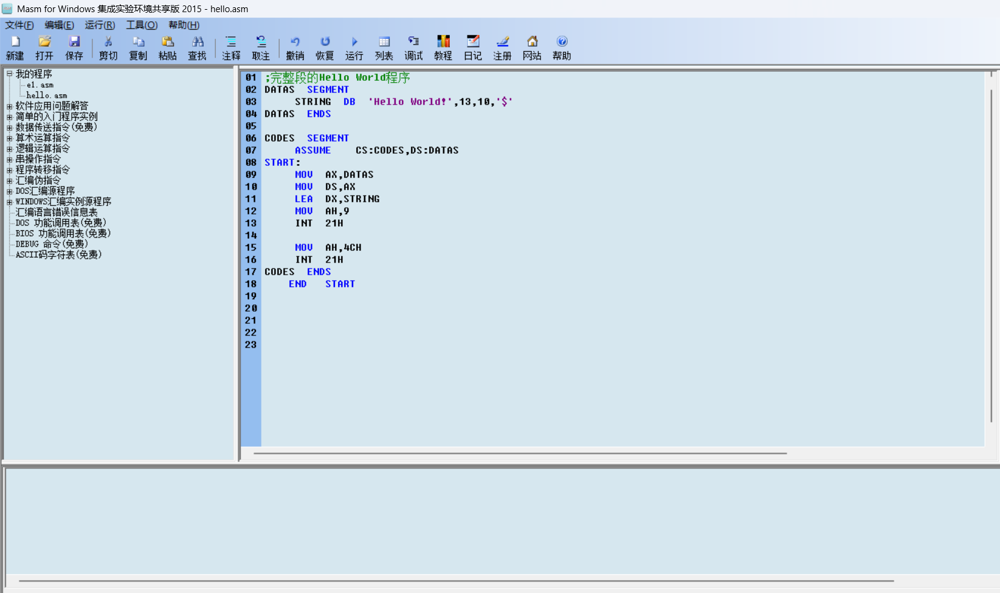 Masm for Windows 集成实验环境共享版 2015 - hello.asm
文件(F) 编辑(E) 运行(R) 工具(O) 帮助(H)
新建 打开 保存 剪切 复制 粘贴 查找 注释 取注 撤销 恢复 运行 列表 调试 教程 日记 注册 网站 帮助
我的程序
e1.asm
hello.asm
软件应用问题解答
简单的入门程序实例
数据传送指令(免费)
算术运算指令
逻辑运算指令
串操作指令
程序转移指令
汇编伪指令
DOS汇编源程序
WINDOWS汇编实例源程序
汇编语言错误信息表
DOS 功能调用表(免费)
BIOS 功能调用表(免费)
DEBUG 命令(免费)
ASCII码字符表(免费)
01 ;完整段的Hello World程序
02 DATAS SEGMENT
03 STRING DB 'Hello World!',13,10,'$'
04 DATAS ENDS
05
06 CODES SEGMENT
07 ASSUME CS:CODES,DS:DATAS
08 START:
09 MOV AX,DATAS
10 MOV DS,AX
11 LEA DX,STRING
12 MOV AH,9
13 INT 21H
14
15 MOV AH,4CH
16 INT 21H
17 CODES ENDS
18 END START
19
20
21
22
23